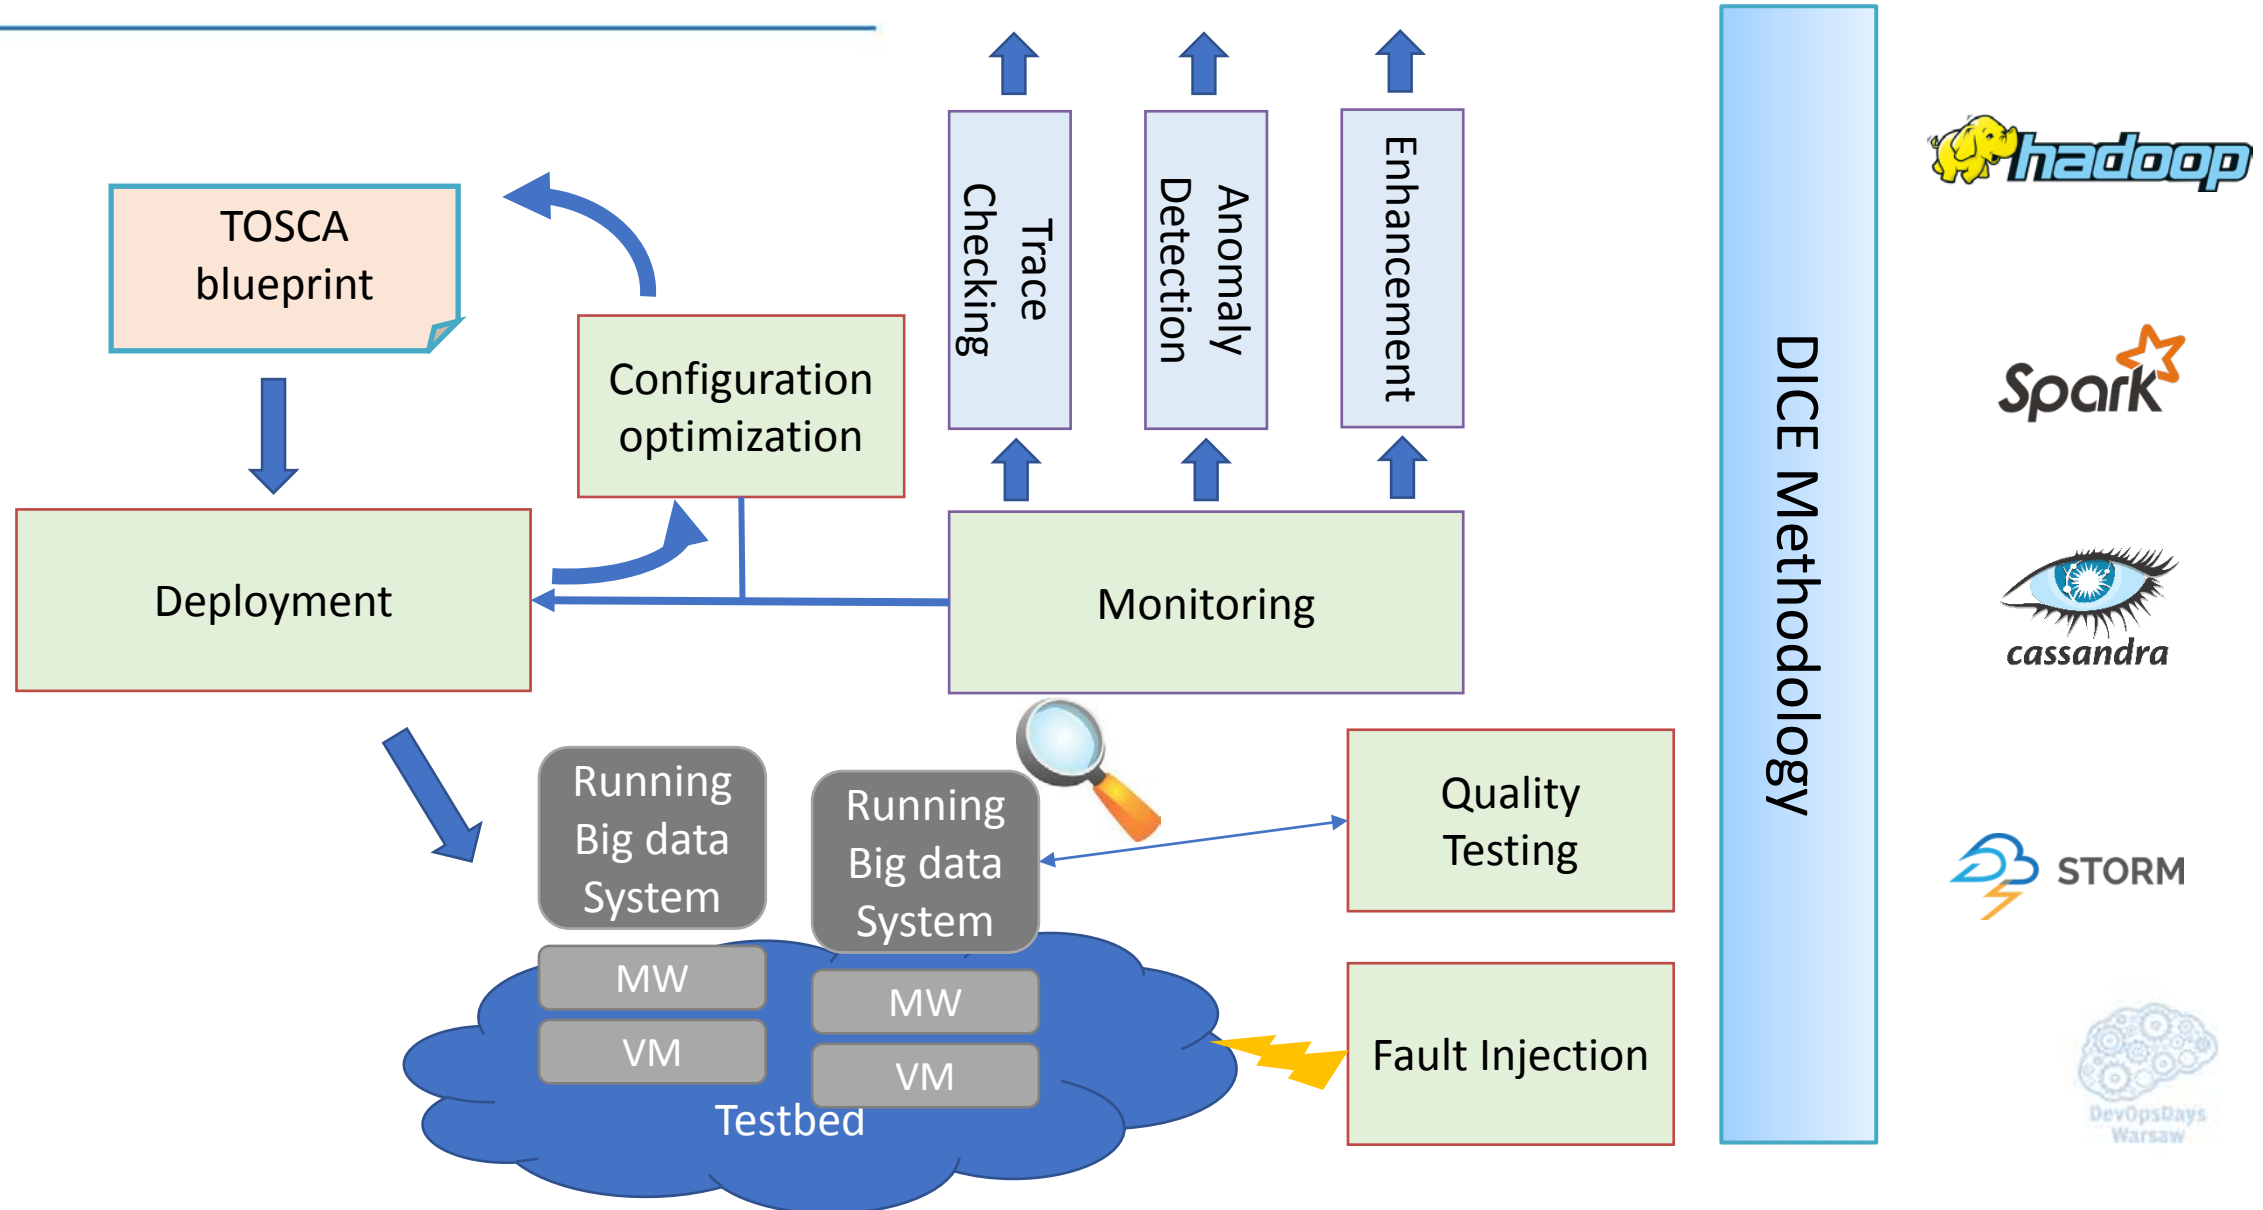 TOSCA
blueprint
Configuration
optimization
Trace
Checking
Anomaly
Detection
Enhancement
Deployment
Monitoring
Running
Big data
System
MW
VM
Running
Big data
System
MW
VM
Testbed
Quality
Testing
Fault Injection
DICE Methodology
hadoop
Spark
cassandra
STORM
DevOpsDays
Warsaw